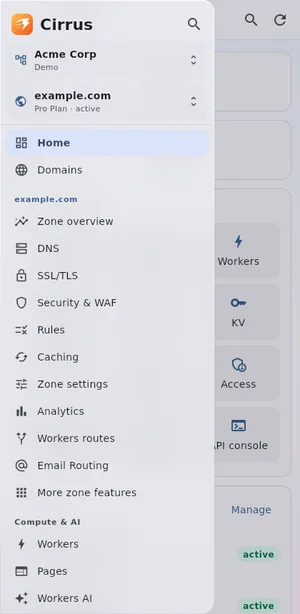 Cirrus
Acme Corp
Demo
example.com
Pro Plan · active
Home
Domains
example.com
Zone overview
DNS
SSL/TLS
Security & WAF
Rules
Caching
Zone settings
Analytics
Workers routes
Email Routing
More zone features
Compute & AI
Workers
Pages
Workers AI
Workers
KV
Access
API console
Manage
active
active